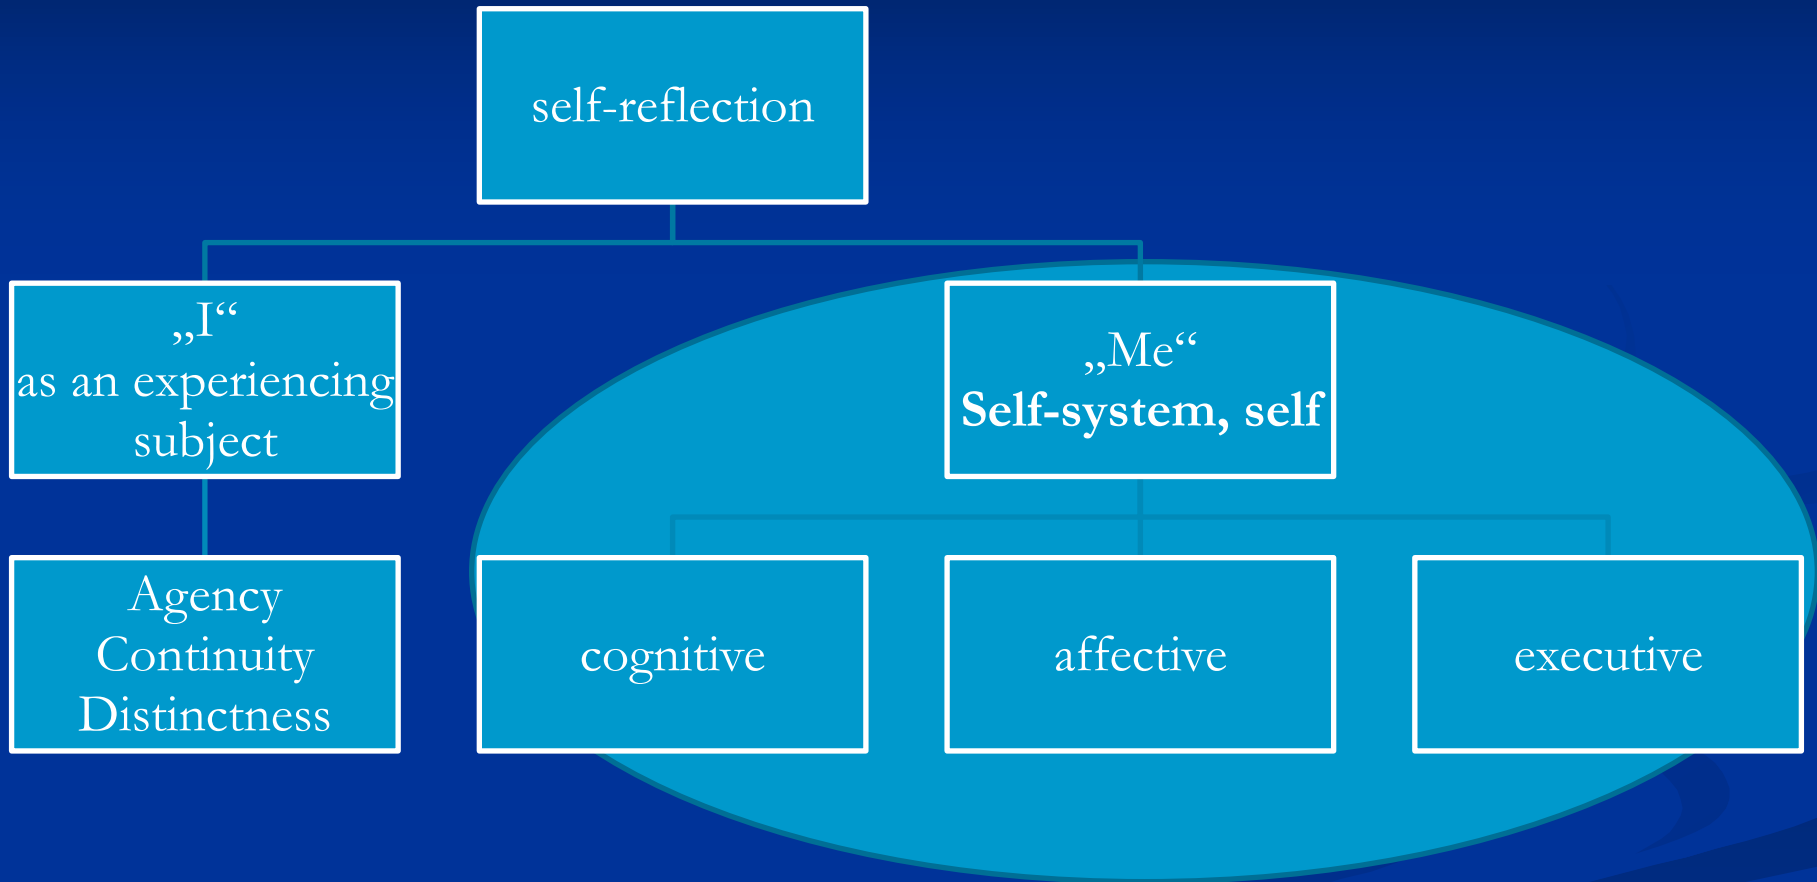 self-reflection
„I“
as an experiencing
subject
„Me“
Self-system, self
Agency
Continuity
Distinctness
cognitive
affective
executive